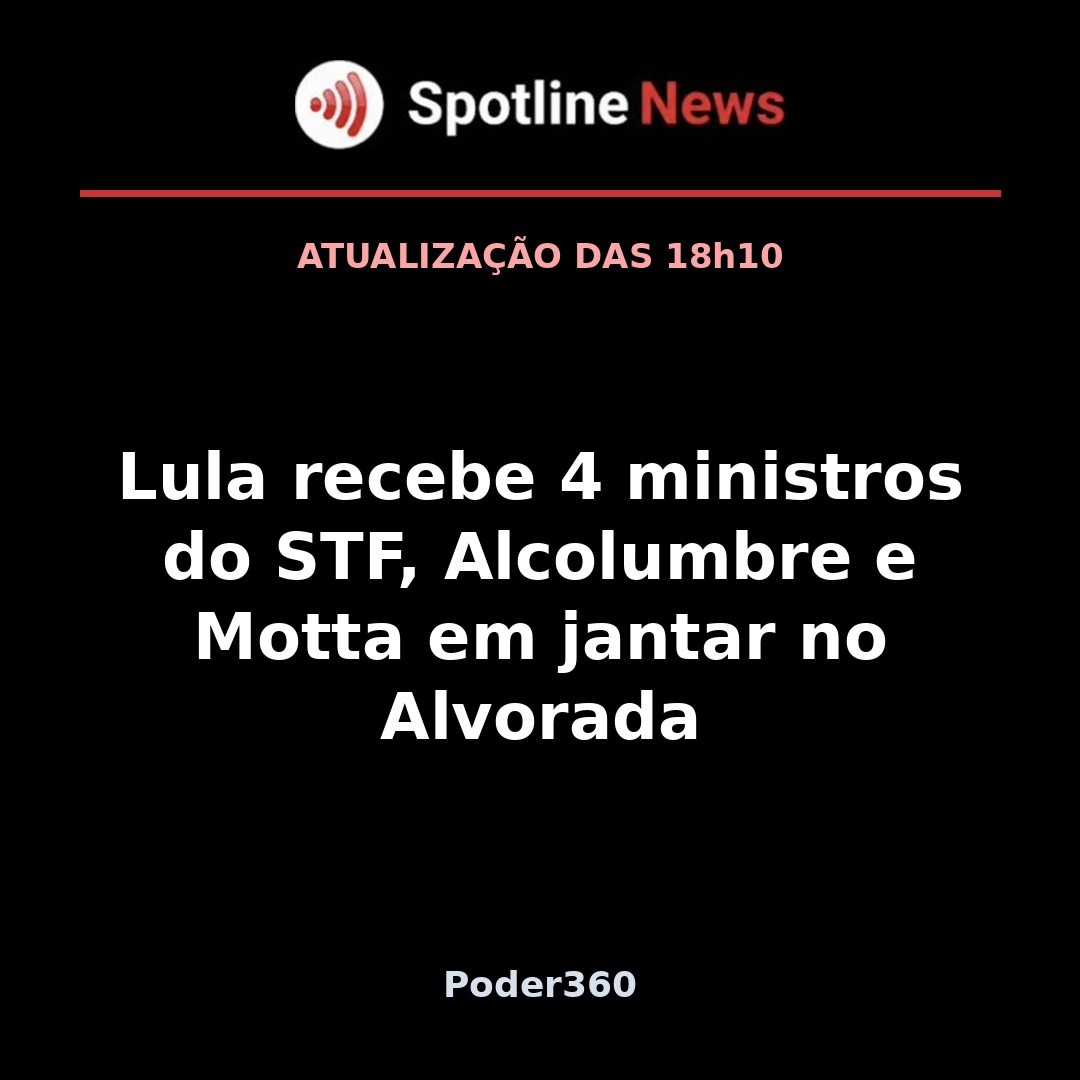 Spotline News
ATUALIZAÇÃO DAS 18h10
Lula recebe 4 ministros
do STF, Alcolumbre e
Motta em jantar no
Alvorada
Poder360